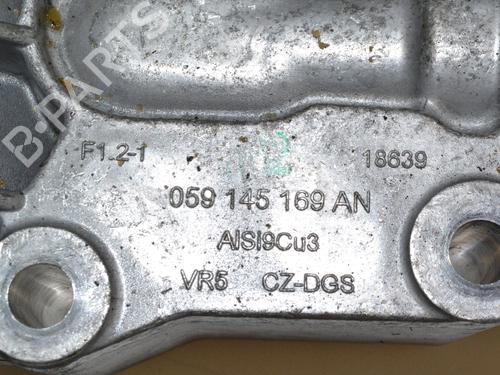 B-PARTS
F1.2-1
18639
059 145 169 AN
AlSI9Cu3
VR5 CZ-DGS